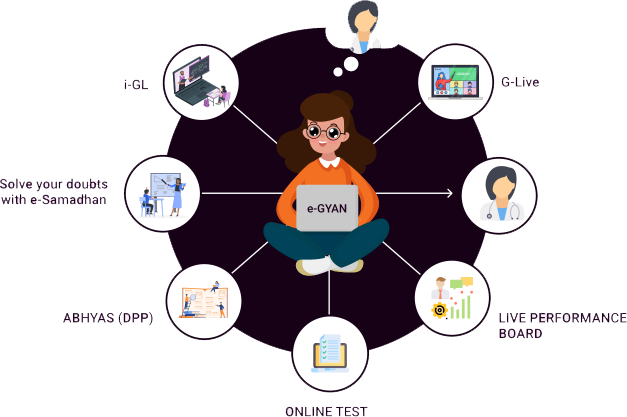 i-GL
G-Live
Solve your doubts
with e-Samadhan
e-GYAN
ABHYAS (DPP)
LIVE PERFORMANCE
BOARD
ONLINE TEST